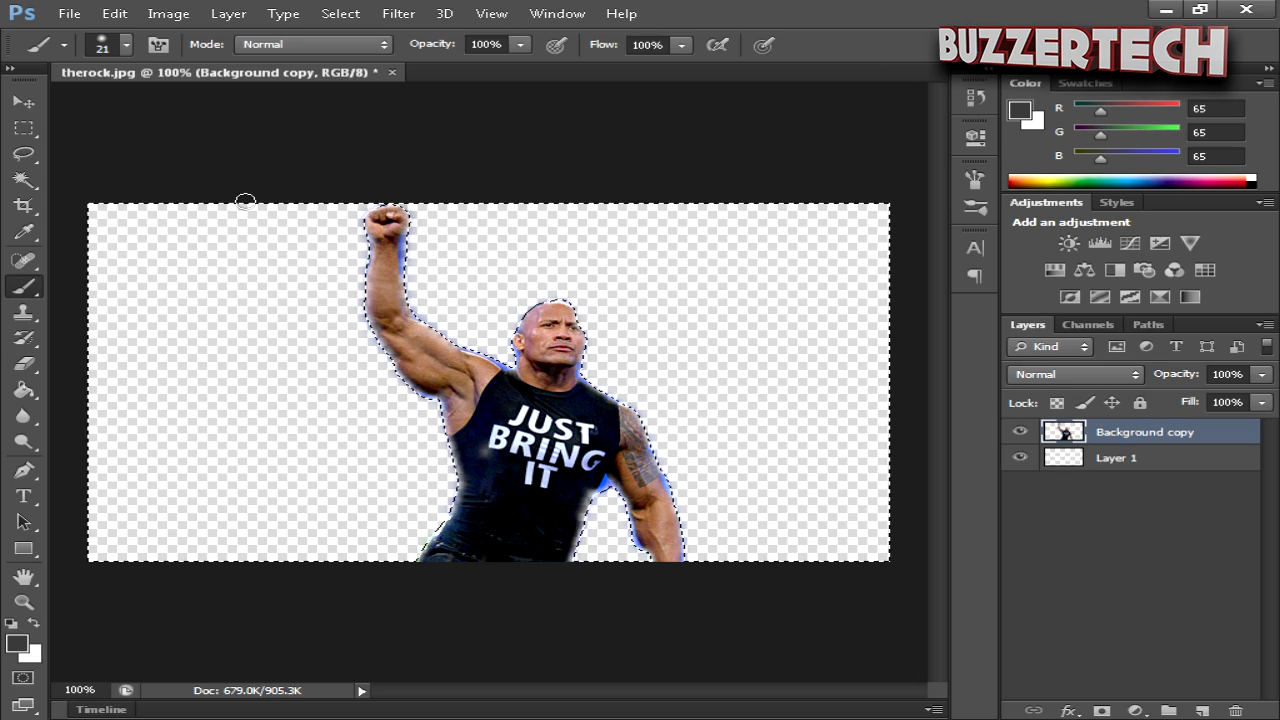 Ps File Edit Image Layer Type Select Filter 3D View Window Help
21 Mode: Normal Opacity: 100% Flow: 100%
BUZZERTECH
therock.jpg @ 100% (Background copy, RGB/8) * ×
Color Swatches
R 65
G 65
B 65
Adjustments Styles
Add an adjustment
Layers Channels Paths
Kind
Normal Opacity: 100%
Lock: Fill: 100%
Background copy
Layer 1
JUST
BRING
IT
100% Doc: 679.0K/905.3K
Timeline